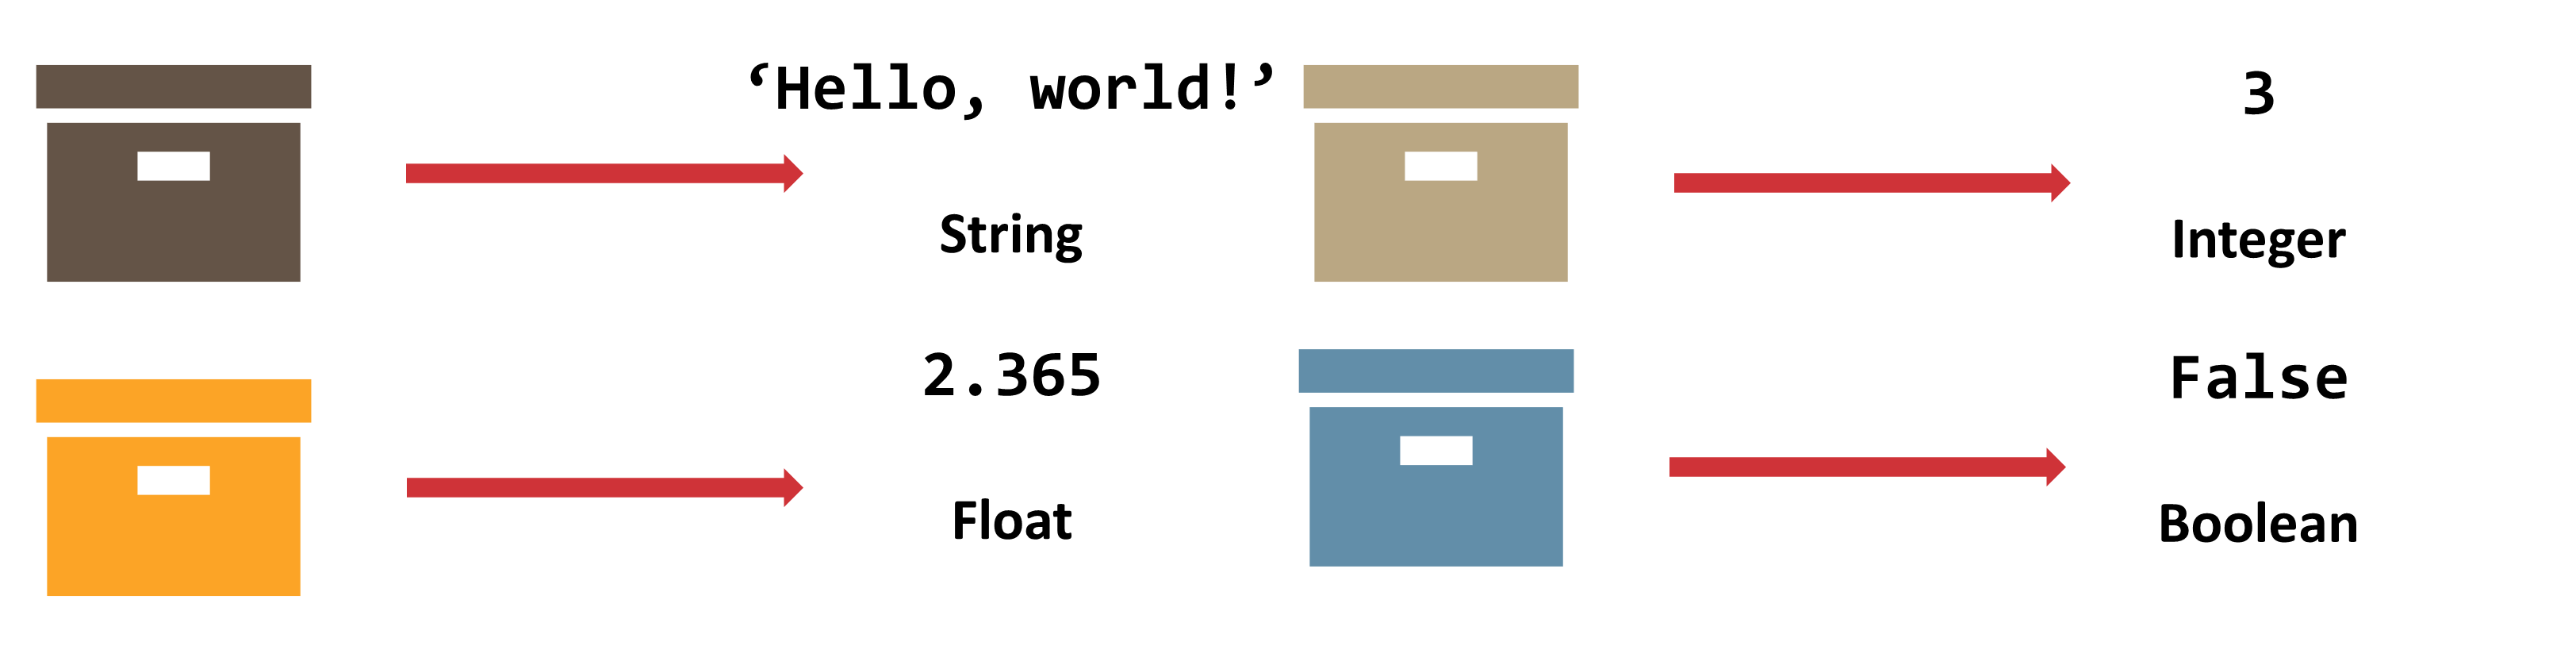 ‘Hello, world!’
String
3
Integer
2.365
Float
False
Boolean